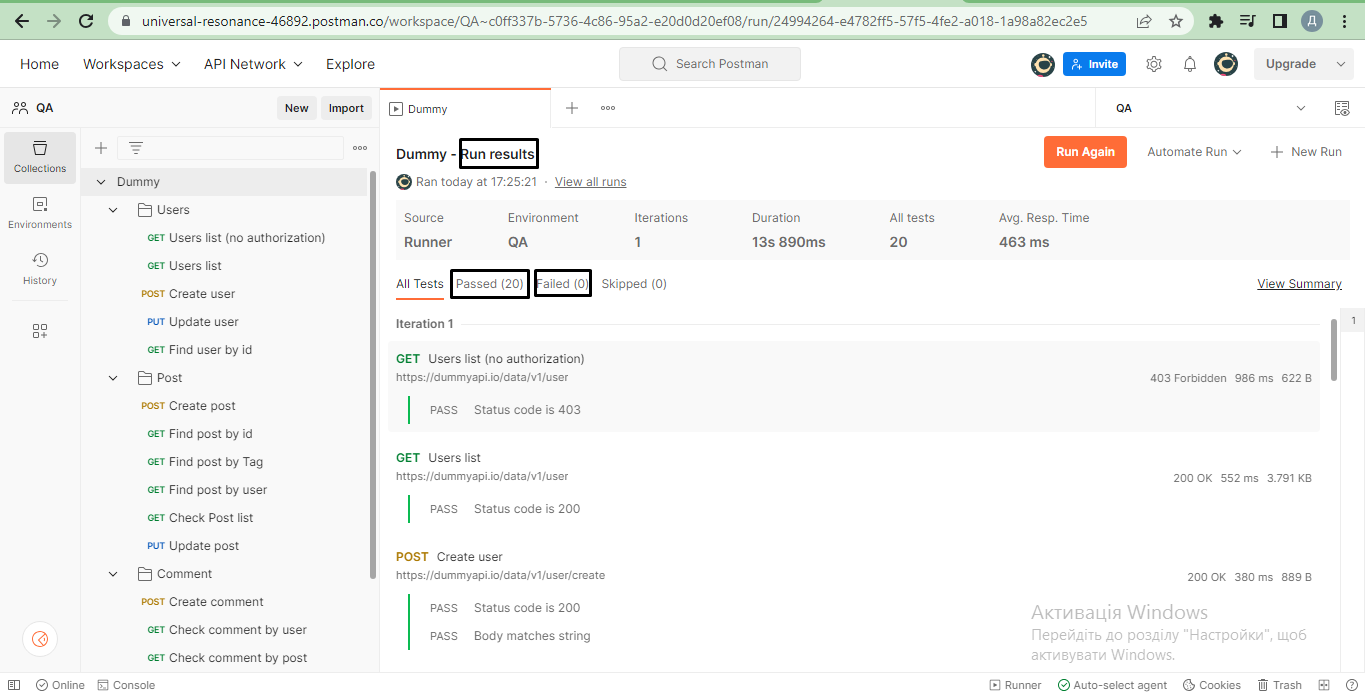 universal-resonance-46892.postman.co/workspace/QA~c0ff337b-5736-4c86-95a2-e20d0d20ef08/run/24994264-e4782ff5-57f5-4fe2-a018-1a98a82ec2e5
Д
Home Workspaces API Network Explore
Search Postman
Invite
Upgrade
QA
New Import
Dummy
QA
Collections
Environments
History
Dummy
Users
GET Users list (no authorization)
GET Users list
POST Create user
PUT Update user
GET Find user by id
Post
POST Create post
GET Find post by id
GET Find post by Tag
GET Find post by user
GET Check Post list
PUT Update post
Comment
POST Create comment
GET Check comment by user
GET Check comment by post
Dummy - Run results
Run Again Automate Run New Run
Ran today at 17:25:21 · View all runs
Source Environment Iterations Duration All tests Avg. Resp. Time
Runner QA 1 13s 890ms 20 463 ms
All Tests Passed (20) Failed (0) Skipped (0) View Summary
Iteration 1
1
GET Users list (no authorization)
https://dummyapi.io/data/v1/user
403 Forbidden 986 ms 622 B
PASS Status code is 403
GET Users list
https://dummyapi.io/data/v1/user
200 OK 552 ms 3.791 KB
PASS Status code is 200
POST Create user
https://dummyapi.io/data/v1/user/create
200 OK 380 ms 889 B
PASS Status code is 200
PASS Body matches string
Активація Windows
Перейдіть до розділу "Настройки", щоб
активувати Windows.
Online Console Runner Auto-select agent Cookies Trash